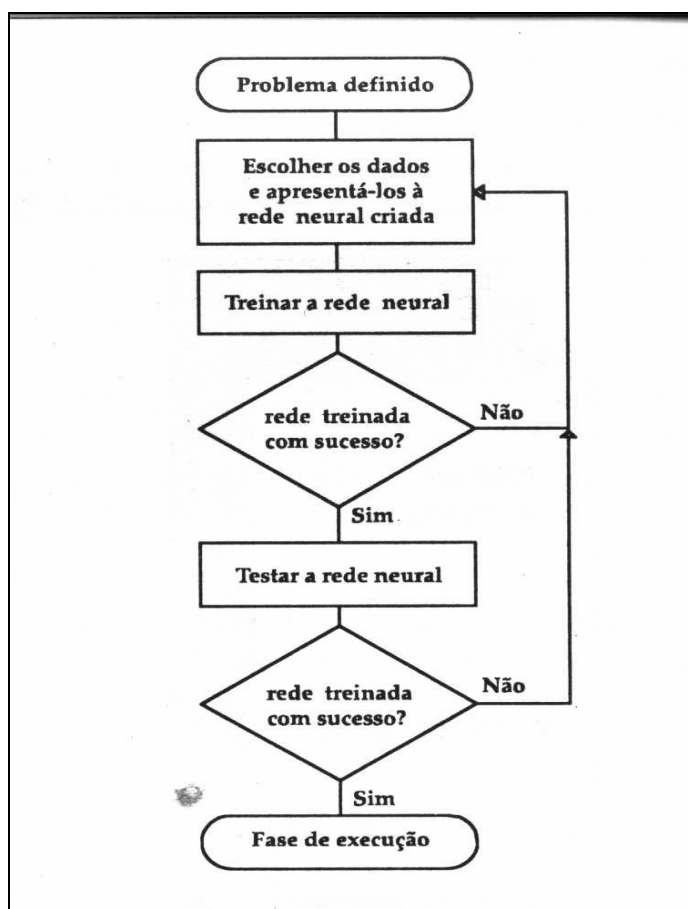 Problema definido
Escolher os dados
e apresentá-los à
rede neural criada
Treinar a rede neural
rede treinada
com sucesso?
Não
Sim
Testar a rede neural
rede treinada
com sucesso?
Não
Sim
Fase de execução